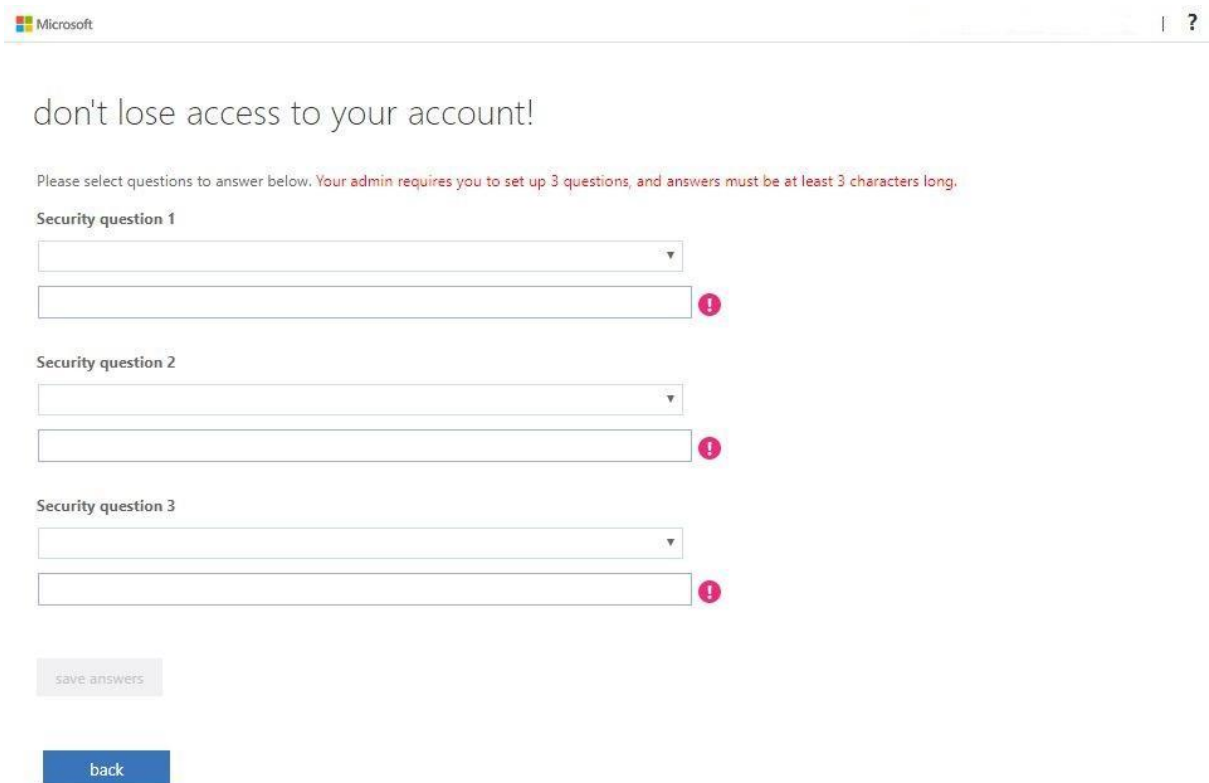 Microsoft
| ?
don't lose access to your account!
Please select questions to answer below. Your admin requires you to set up 3 questions, and answers must be at least 3 characters long.
Security question 1
Security question 2
Security question 3
save answers
back